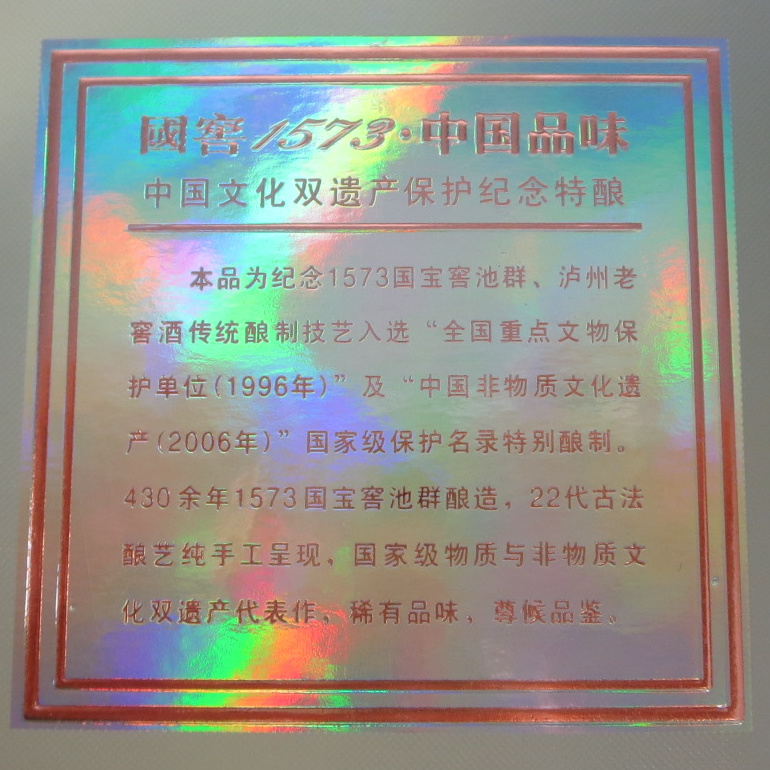 國窖1573·中国品味
中国文化双遗产保护纪念特酿
本品为纪念1573国宝窖池群、泸州老
窖酒传统酿制技艺入选“全国重点文物保
护单位(1996年)”及“中国非物质文化遗
产(2006年)”国家级保护名录特别酿制。
430余年1573国宝窖池群酿造，22代古法
酿艺纯手工呈现，国家级物质与非物质文
化双遗产代表作，稀有品味，尊候品鉴。